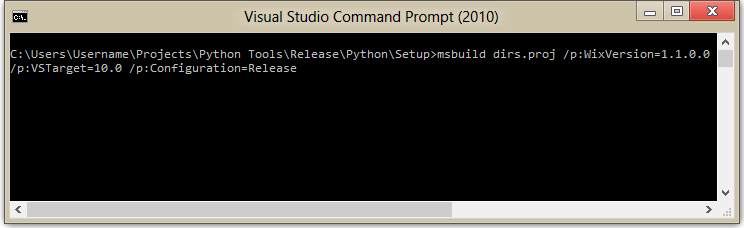 Visual Studio Command Prompt (2010)
C:\Users\Username\Projects\Python Tools\Release\Python\Setup>msbuild dirs.proj /p:WixVersion=1.1.0.0
/p:VSTarget=10.0 /p:Configuration=Release